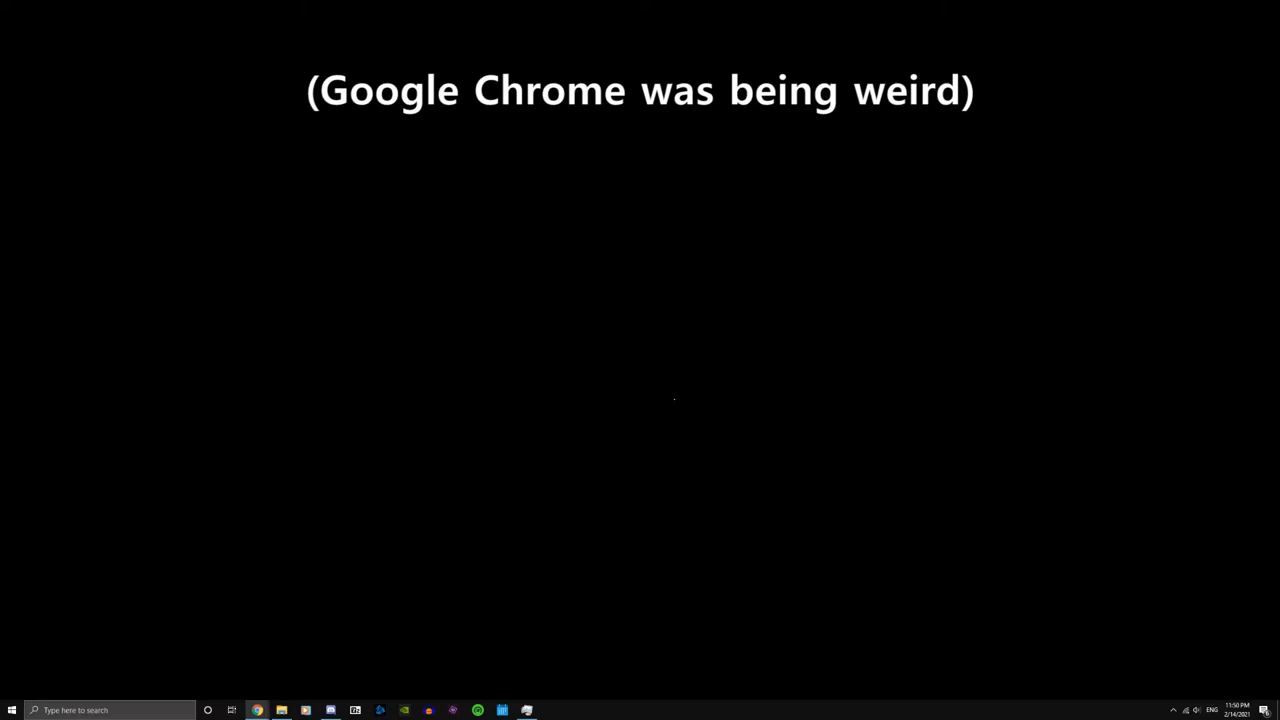 (Google Chrome was being weird)
Type here to search
ENG
11:50 PM
2/14/2021